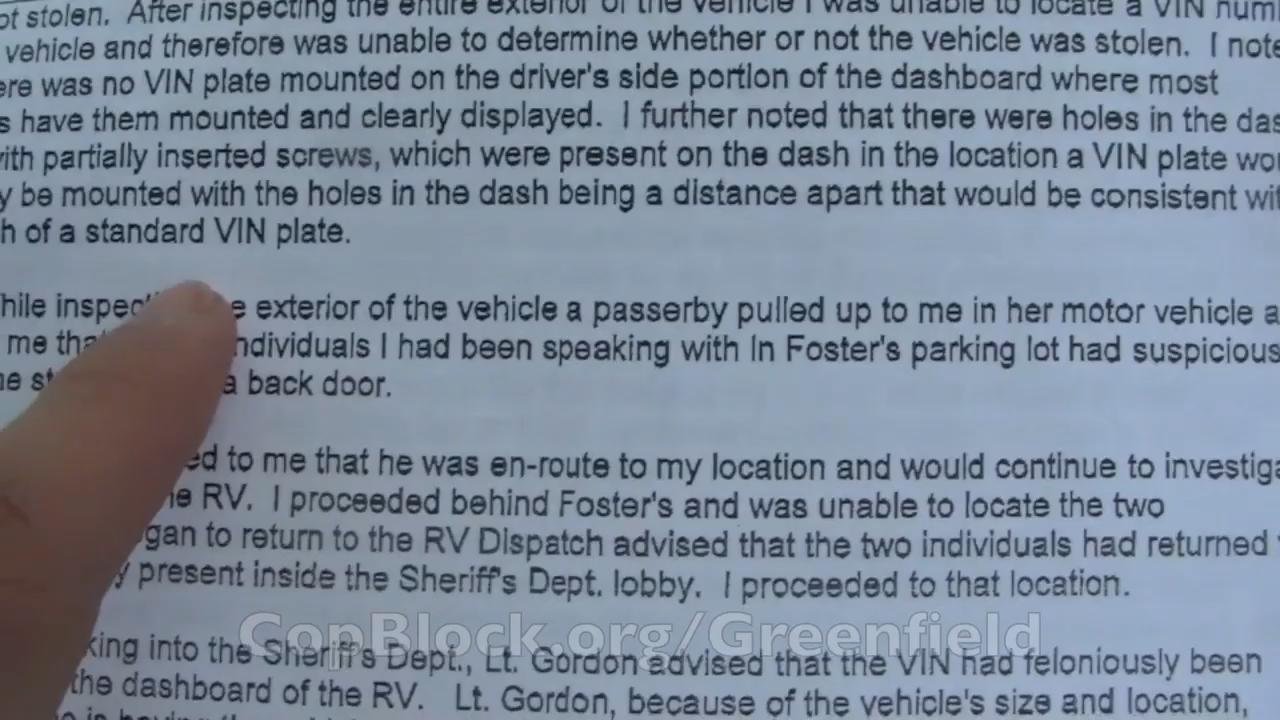 ot stolen. After inspecting the entire exterior of the vehicle I was unable to locate a VIN num
vehicle and therefore was unable to determine whether or not the vehicle was stolen. I note
ere was no VIN plate mounted on the driver's side portion of the dashboard where most
s have them mounted and clearly displayed. I further noted that there were holes in the das
ith partially inserted screws, which were present on the dash in the location a VIN plate wou
y be mounted with the holes in the dash being a distance apart that would be consistent wit
h of a standard VIN plate.
hile inspec e exterior of the vehicle a passerby pulled up to me in her motor vehicle a
me tha ndividuals I had been speaking with In Foster's parking lot had suspicious
he st a back door.
ed to me that he was en-route to my location and would continue to investiga
he RV. I proceeded behind Foster's and was unable to locate the two
gan to return to the RV Dispatch advised that the two individuals had returned
y present inside the Sheriff's Dept. lobby. I proceeded to that location.
CopBlock.org/Greenfield
king into the Sheriff's Dept., Lt. Gordon advised that the VIN had feloniously been
the dashboard of the RV. Lt. Gordon, because of the vehicle's size and location,